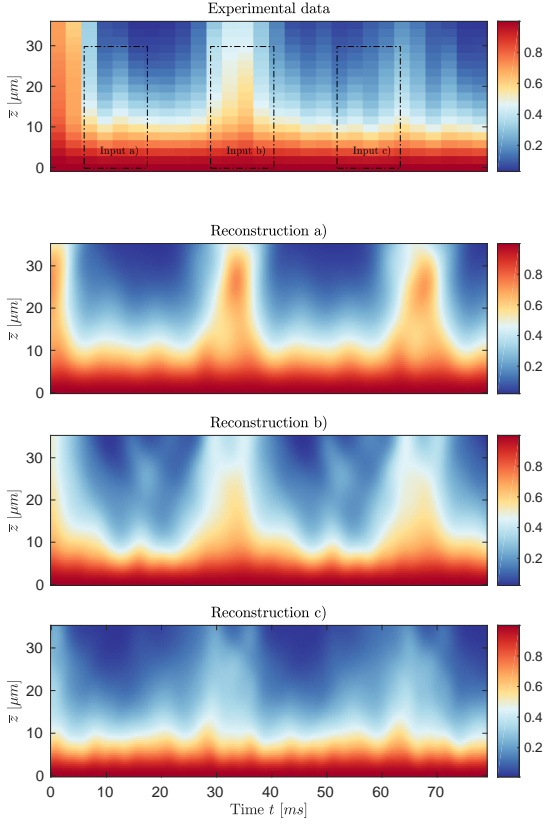 Experimental data
30
20
10
0
z̅ [μm]
Input a)
Input b)
Input c)
0.8
0.6
0.4
0.2
Reconstruction a)
30
20
10
0
z̅ [μm]
0.8
0.6
0.4
0.2
Reconstruction b)
30
20
10
0
z̅ [μm]
0.8
0.6
0.4
0.2
Reconstruction c)
30
20
10
0
z̅ [μm]
0.8
0.6
0.4
0.2
0 10 20 30 40 50 60 70
Time t [ms]